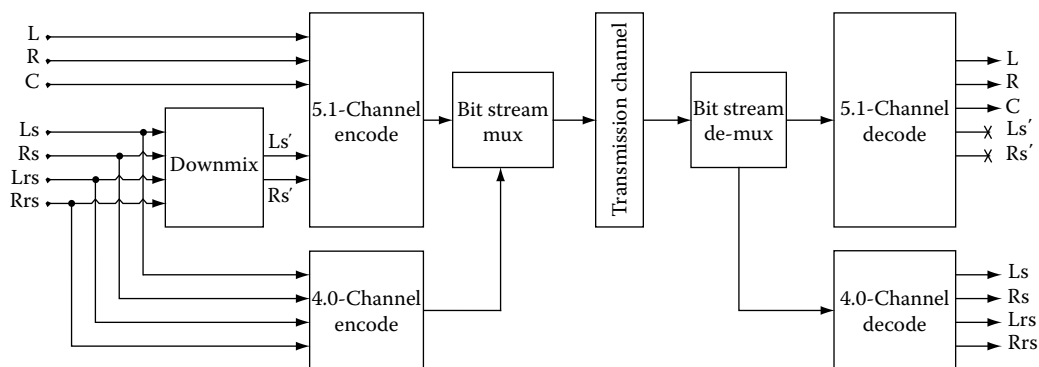 L
R
C
Ls
Rs
Lrs
Rrs
Downmix
Ls′
Rs′
5.1-Channel
encode
4.0-Channel
encode
Bit stream
mux
Transmission channel
Bit stream
de-mux
5.1-Channel
decode
L
R
C
Ls′
Rs′
4.0-Channel
decode
Ls
Rs
Lrs
Rrs